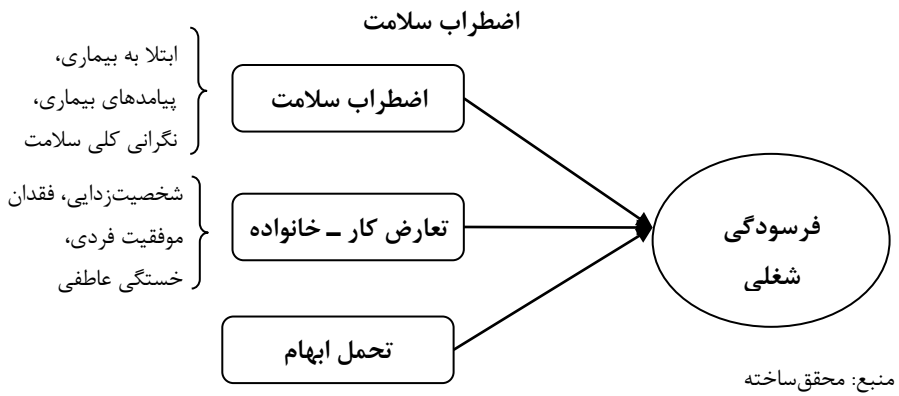 اضطراب سلامت
ابتلا به بیماری،
پیامدهای بیماری،
نگرانی کلی سلامت
اضطراب سلامت
شخصیت‌زدایی، فقدان
موفقیت فردی،
خستگی عاطفی
تعارض کار ـ خانواده
تحمل ابهام
فرسودگی
شغلی
منبع: محقق‌ساخته